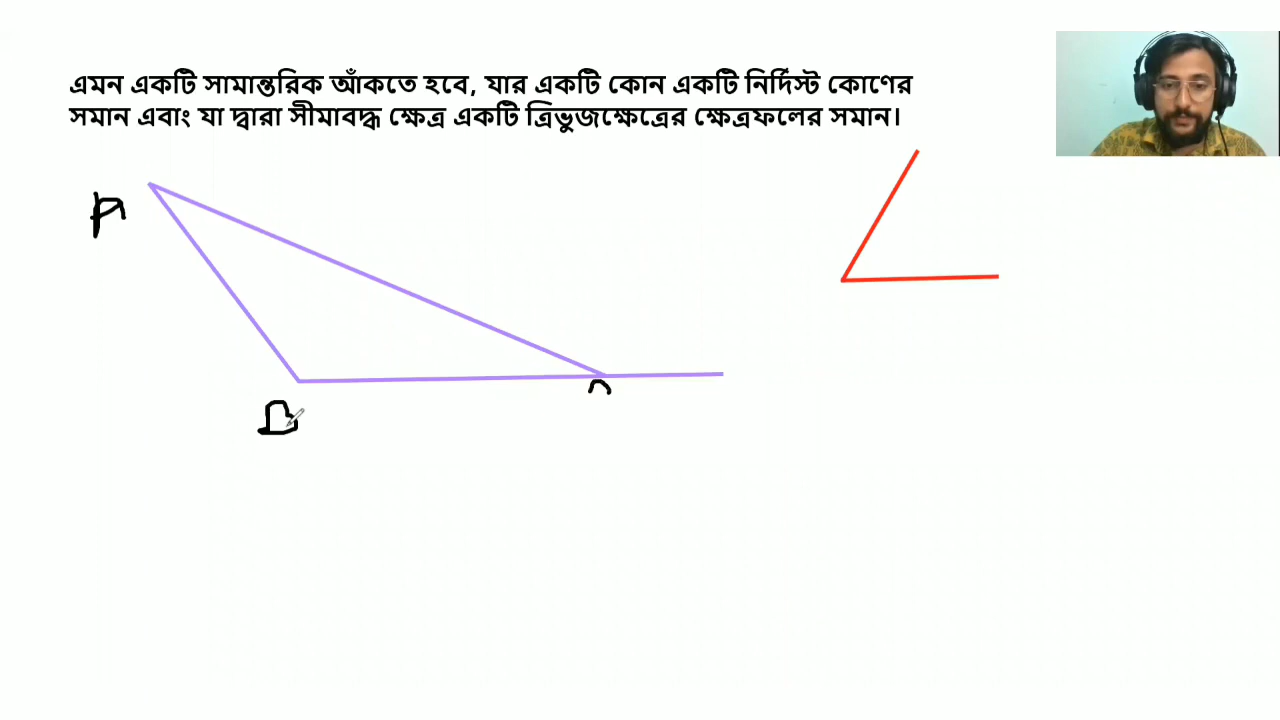 এমন একটি সামান্তরিক আঁকতে হবে, যার একটি কোন একটি নির্দিস্ট কোণের
সমান এবং যা দ্বারা সীমাবদ্ধ ক্ষেত্র একটি ত্রিভুজক্ষেত্রের ক্ষেত্রফলের সমান।
A
B